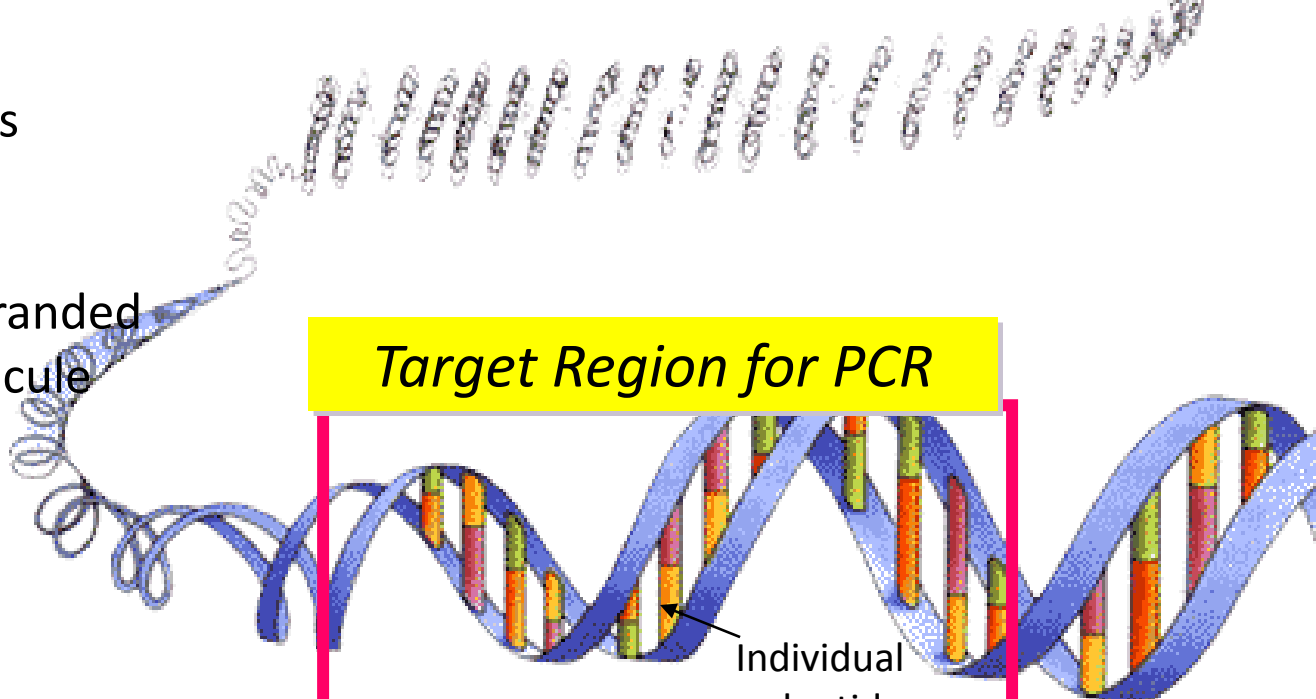 s
randed
cule
Target Region for PCR
Individual